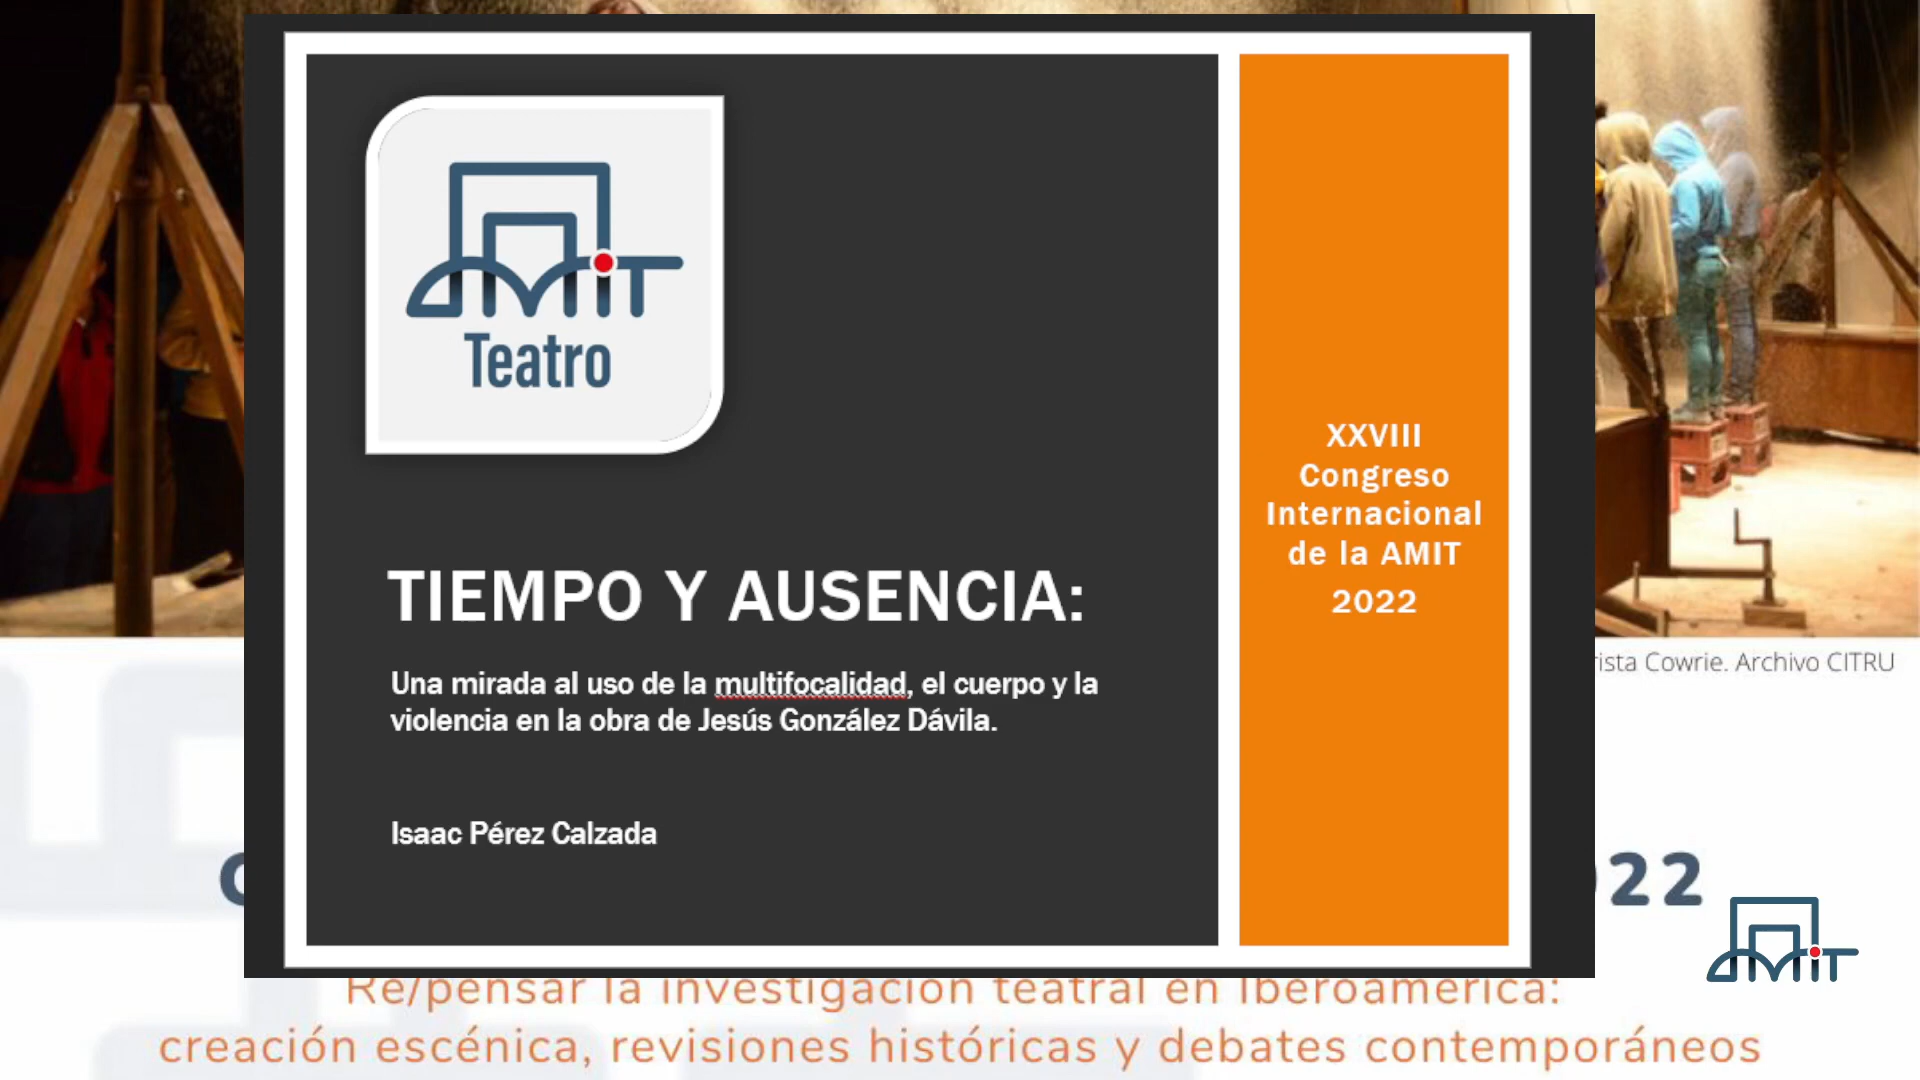 AMIT
Teatro
TIEMPO Y AUSENCIA:
Una mirada al uso de la multifocalidad, el cuerpo y la
violencia en la obra de Jesús González Dávila.
Isaac Pérez Calzada
XXVIII
Congreso
Internacional
de la AMIT
2022
Cowrie. Archivo CITRU
22
AMIT
Re/pensar la investigación teatral en Iberoamérica:
creación escénica, revisiones históricas y debates contemporáneos